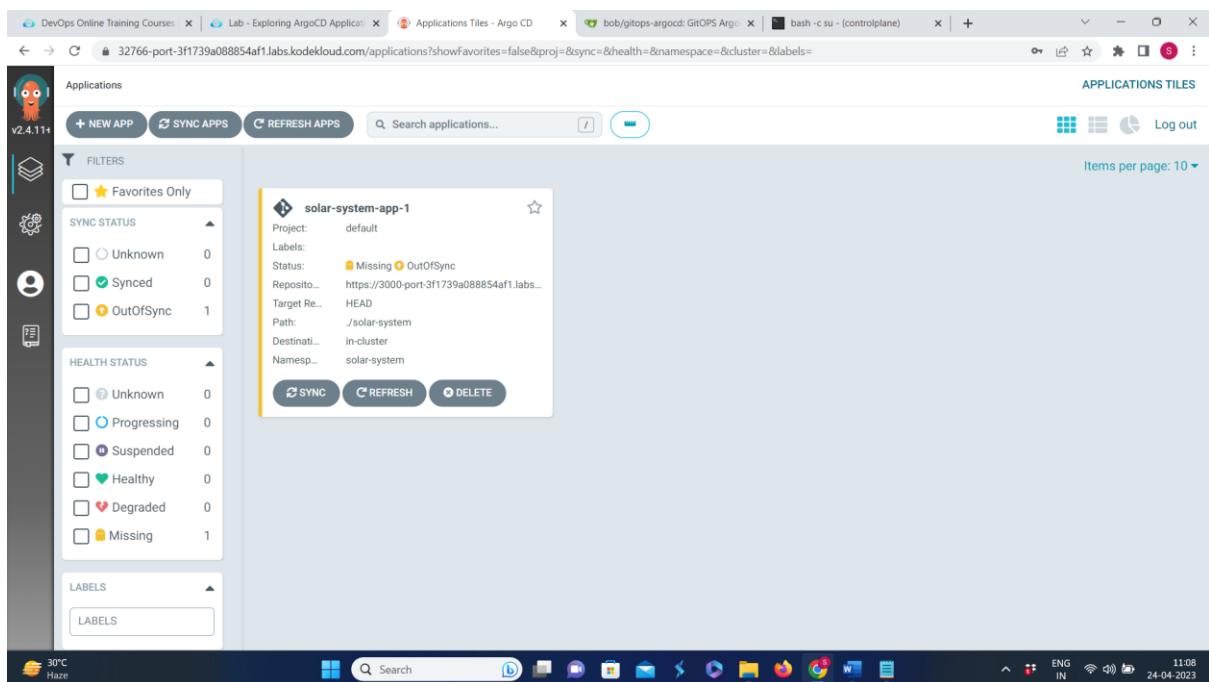 DevOps Online Training Courses
Lab - Exploring ArgoCD Applicati
Applications Tiles - Argo CD
bob/gitops-argocd: GitOPS Argo
bash -c su - (controlplane)
32766-port-3f1739a088854af1.labs.kodekloud.com/applications?showFavorites=false&proj=&sync=&health=&namespace=&cluster=&labels=
S
Applications
APPLICATIONS TILES
v2.4.11+
+ NEW APP
SYNC APPS
REFRESH APPS
Search applications...
/
Log out
FILTERS
Items per page: 10
Favorites Only
SYNC STATUS
Unknown 0
Synced 0
OutOfSync 1
HEALTH STATUS
Unknown 0
Progressing 0
Suspended 0
Healthy 0
Degraded 0
Missing 1
LABELS
LABELS
solar-system-app-1
Project: default
Labels:
Status: Missing OutOfSync
Reposito... https://3000-port-3f1739a088854af1.labs...
Target Re... HEAD
Path: ./solar-system
Destinati... in-cluster
Namesp... solar-system
SYNC
REFRESH
DELETE
30°C
Haze
Search
ENG
IN
11:08
24-04-2023